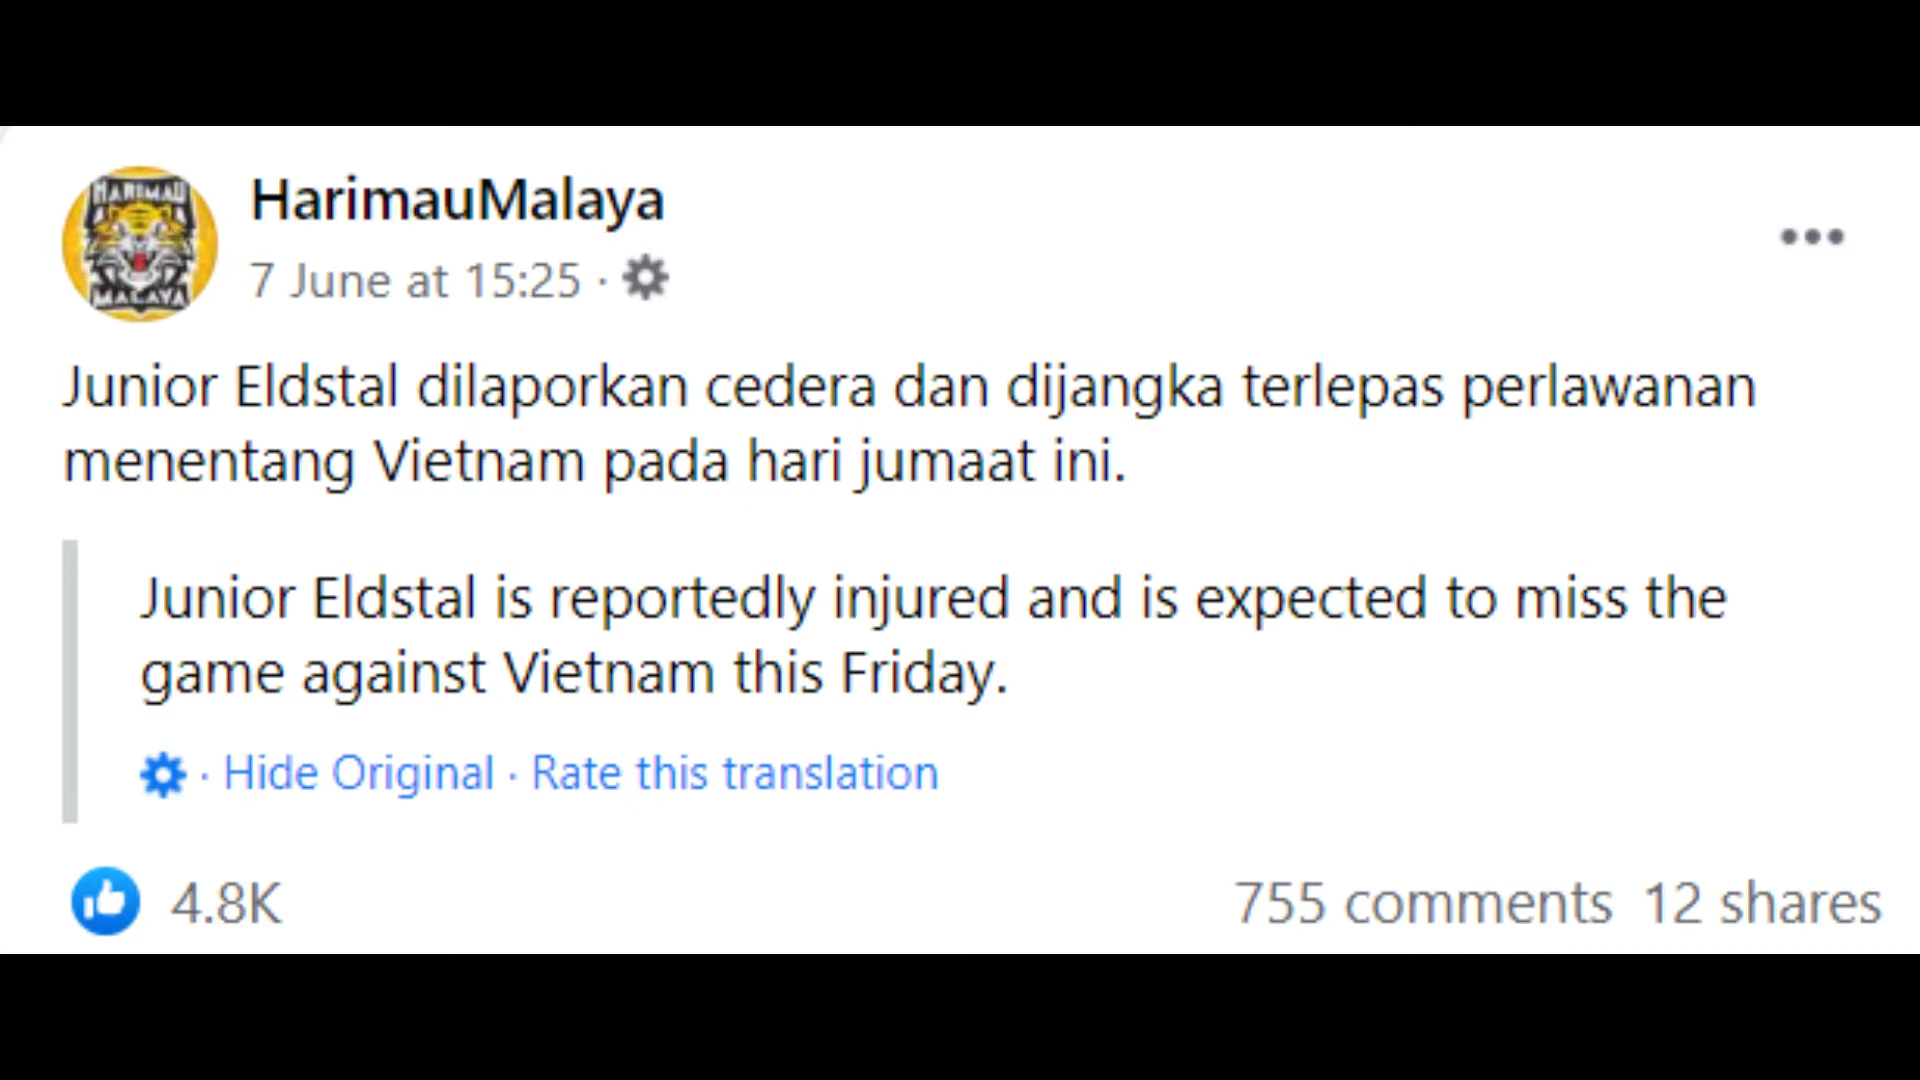 HARIMAU
MALAYA
HarimauMalaya
7 June at 15:25 ·
Junior Eldstal dilaporkan cedera dan dijangka terlepas perlawanan
menentang Vietnam pada hari jumaat ini.
Junior Eldstal is reportedly injured and is expected to miss the
game against Vietnam this Friday.
· Hide Original · Rate this translation
4.8K
755 comments 12 shares